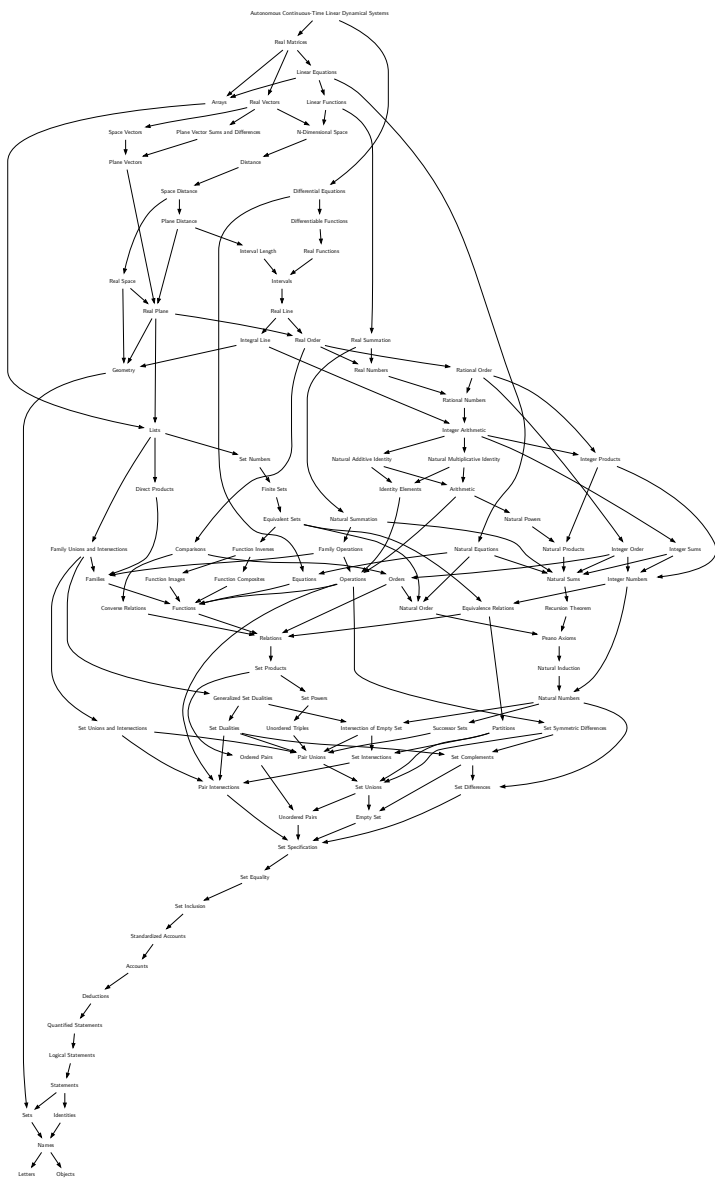 Autonomous Continuous-Time Linear Dynamical Systems
Real Matrices
Linear Equations
Arrays
Real Vectors
Linear Functions
Space Vectors
Plane Vector Sums and Differences
N-Dimensional Space
Plane Vectors
Distance
Space Distance
Differential Equations
Plane Distance
Differentiable Functions
Interval Length
Real Functions
Real Space
Intervals
Real Plane
Real Line
Integral Line
Real Order
Real Summation
Geometry
Real Numbers
Rational Order
Rational Numbers
Lists
Integer Arithmetic
Set Numbers
Natural Additive Identity
Natural Multiplicative Identity
Integer Products
Direct Products
Finite Sets
Identity Elements
Arithmetic
Equivalent Sets
Natural Summation
Natural Powers
Family Unions and Intersections
Comparisons
Function Inverses
Family Operations
Natural Equations
Natural Products
Integer Order
Integer Sums
Families
Function Images
Function Composites
Equations
Operations
Orders
Natural Sums
Integer Numbers
Converse Relations
Functions
Natural Order
Equivalence Relations
Recursion Theorem
Relations
Peano Axioms
Set Products
Natural Induction
Generalized Set Dualities
Set Powers
Natural Numbers
Set Unions and Intersections
Set Dualities
Unordered Triples
Intersection of Empty Set
Successor Sets
Partitions
Set Symmetric Differences
Ordered Pairs
Pair Unions
Set Intersections
Set Complements
Pair Intersections
Set Unions
Set Differences
Unordered Pairs
Empty Set
Set Specification
Set Equality
Set Inclusion
Standardized Accounts
Accounts
Deductions
Quantified Statements
Logical Statements
Statements
Sets
Identities
Names
Letters
Objects